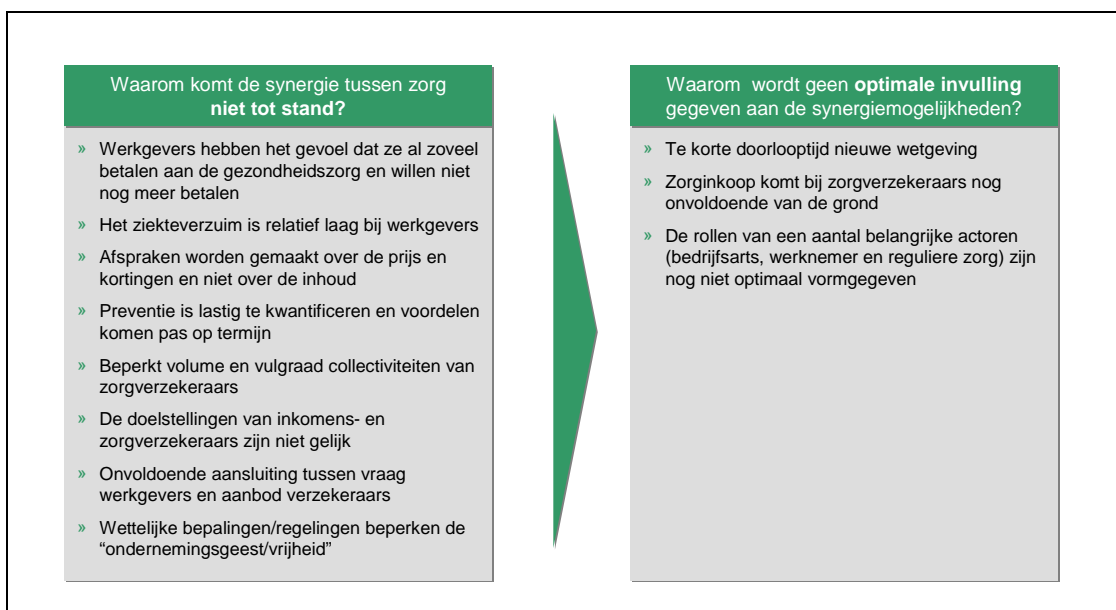 Waarom komt de synergie tussen zorg
niet tot stand?
» Werkgevers hebben het gevoel dat ze al zoveel
betalen aan de gezondheidszorg en willen niet
nog meer betalen
» Het ziekteverzuim is relatief laag bij werkgevers
» Afspraken worden gemaakt over de prijs en
kortingen en niet over de inhoud
» Preventie is lastig te kwantificeren en voordelen
komen pas op termijn
» Beperkt volume en vulgraad collectiviteiten van
zorgverzekeraars
» De doelstellingen van inkomens- en
zorgverzekeraars zijn niet gelijk
» Onvoldoende aansluiting tussen vraag
werkgevers en aanbod verzekeraars
» Wettelijke bepalingen/regelingen beperken de
“ondernemingsgeest/vrijheid”
Waarom wordt geen optimale invulling
gegeven aan de synergiemogelijkheden?
» Te korte doorlooptijd nieuwe wetgeving
» Zorginkoop komt bij zorgverzekeraars nog
onvoldoende van de grond
» De rollen van een aantal belangrijke actoren
(bedrijfsarts, werknemer en reguliere zorg) zijn
nog niet optimaal vormgegeven